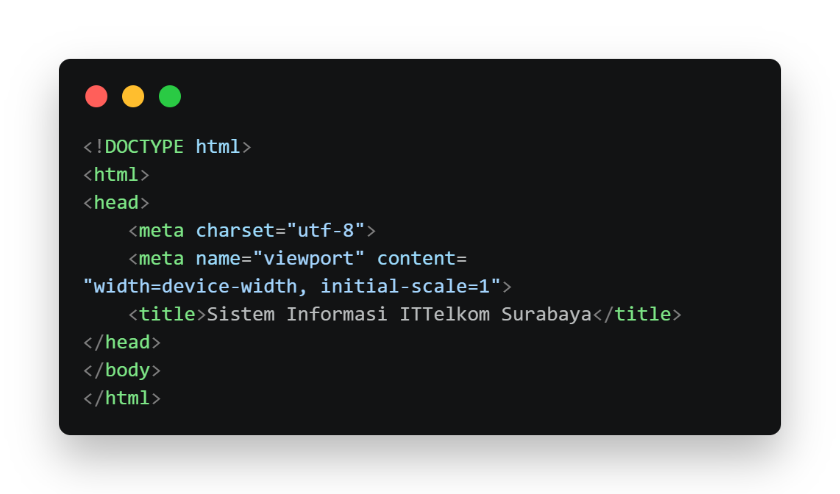 <!DOCTYPE html>
<html>
<head>
    <meta charset="utf-8">
    <meta name="viewport" content=
"width=device-width, initial-scale=1">
    <title>Sistem Informasi ITTelkom Surabaya</title>
</head>
</body>
</html>